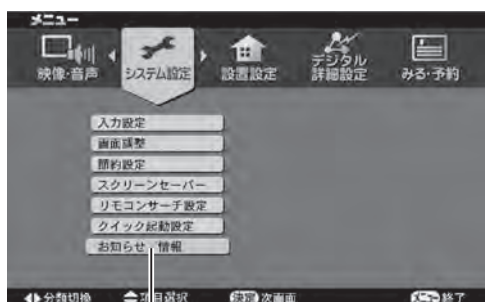 メニュー
映像・音声 システム設定 設置設定 デジタル詳細設定 みる・予約
入力設定
画面調整
節約設定
スクリーンセーバー
リモコンサーチ設定
クイック起動設定
お知らせ・情報
分類切換 項目選択 決定 次画面 メニュー 終了